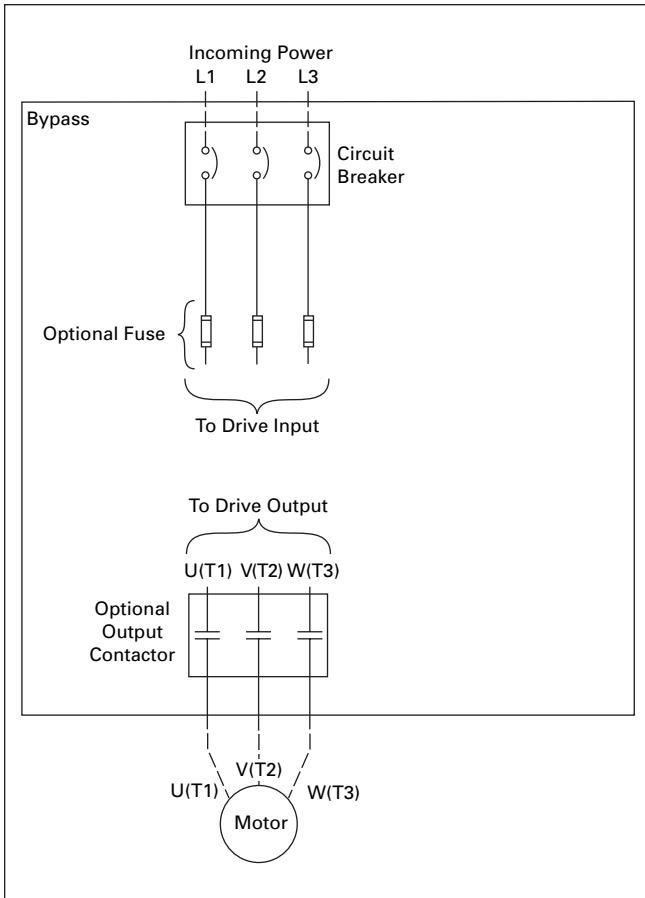 Incoming Power
L1 L2 L3
Bypass
Circuit
Breaker
Optional Fuse
To Drive Input
To Drive Output
U(T1) V(T2) W(T3)
Optional
Output
Contactor
V(T2)
U(T1) W(T3)
Motor